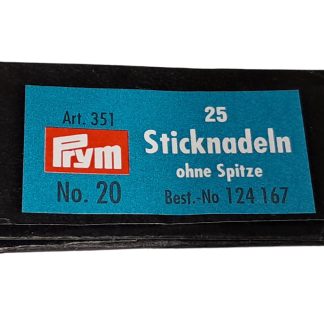 Art. 351
Prym
No. 20
25
Sticknadeln
ohne Spitze
Best.-No 124 167